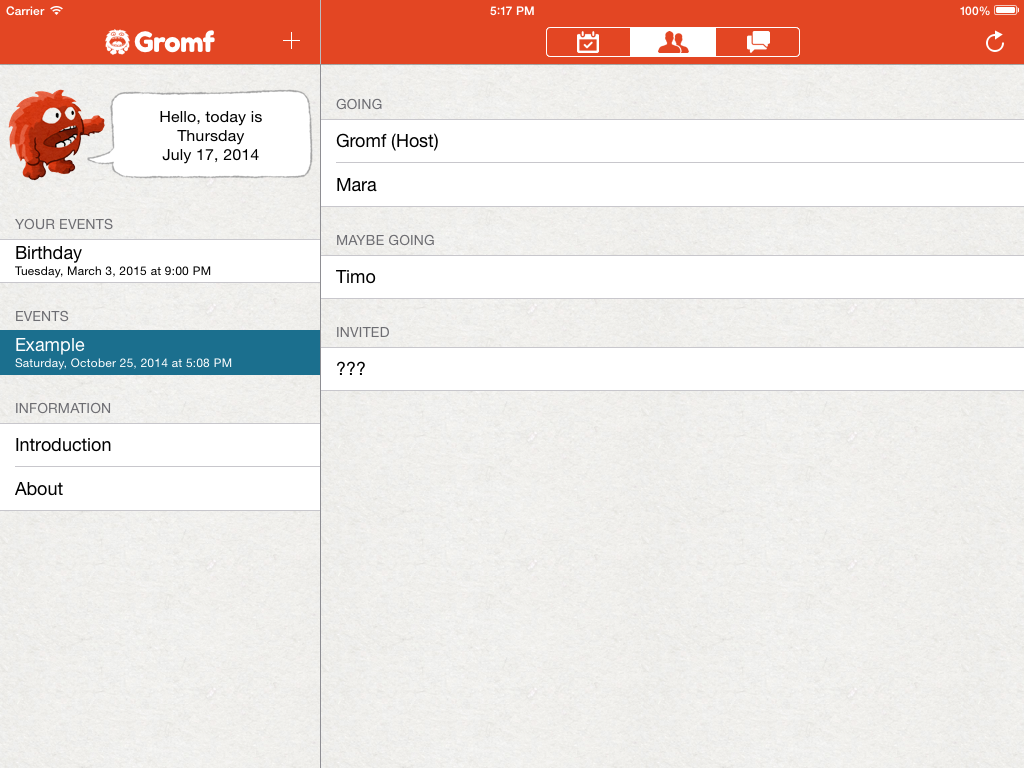 Carrier
5:17 PM
100%
Gromf
Hello, today is
Thursday
July 17, 2014
YOUR EVENTS
Birthday
Tuesday, March 3, 2015 at 9:00 PM
EVENTS
Example
Saturday, October 25, 2014 at 5:08 PM
INFORMATION
Introduction
About
GOING
Gromf (Host)
Mara
MAYBE GOING
Timo
INVITED
???